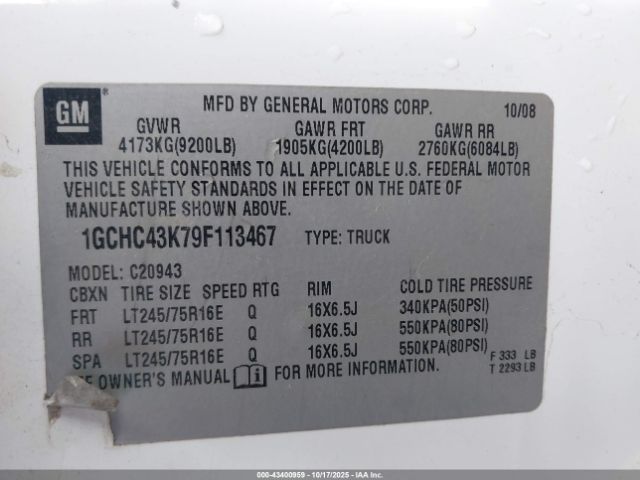 GM ®
MFD BY GENERAL MOTORS CORP. 10/08
GVWR GAWR FRT GAWR RR
4173KG(9200LB) 1905KG(4200LB) 2760KG(6084LB)
THIS VEHICLE CONFORMS TO ALL APPLICABLE U.S. FEDERAL MOTOR
VEHICLE SAFETY STANDARDS IN EFFECT ON THE DATE OF
MANUFACTURE SHOWN ABOVE.
1GCHC43K79F113467 TYPE: TRUCK
MODEL: C20943
CBXN TIRE SIZE SPEED RTG RIM COLD TIRE PRESSURE
FRT LT245/75R16E Q 16X6.5J 340KPA(50PSI)
RR LT245/75R16E Q 16X6.5J 550KPA(80PSI)
SPA LT245/75R16E Q 16X6.5J 550KPA(80PSI)
F 333 LB
T 2293 LB
OWNER'S MANUAL FOR MORE INFORMATION.
000-43400959 | 10/17/2025 - IAAI.COM